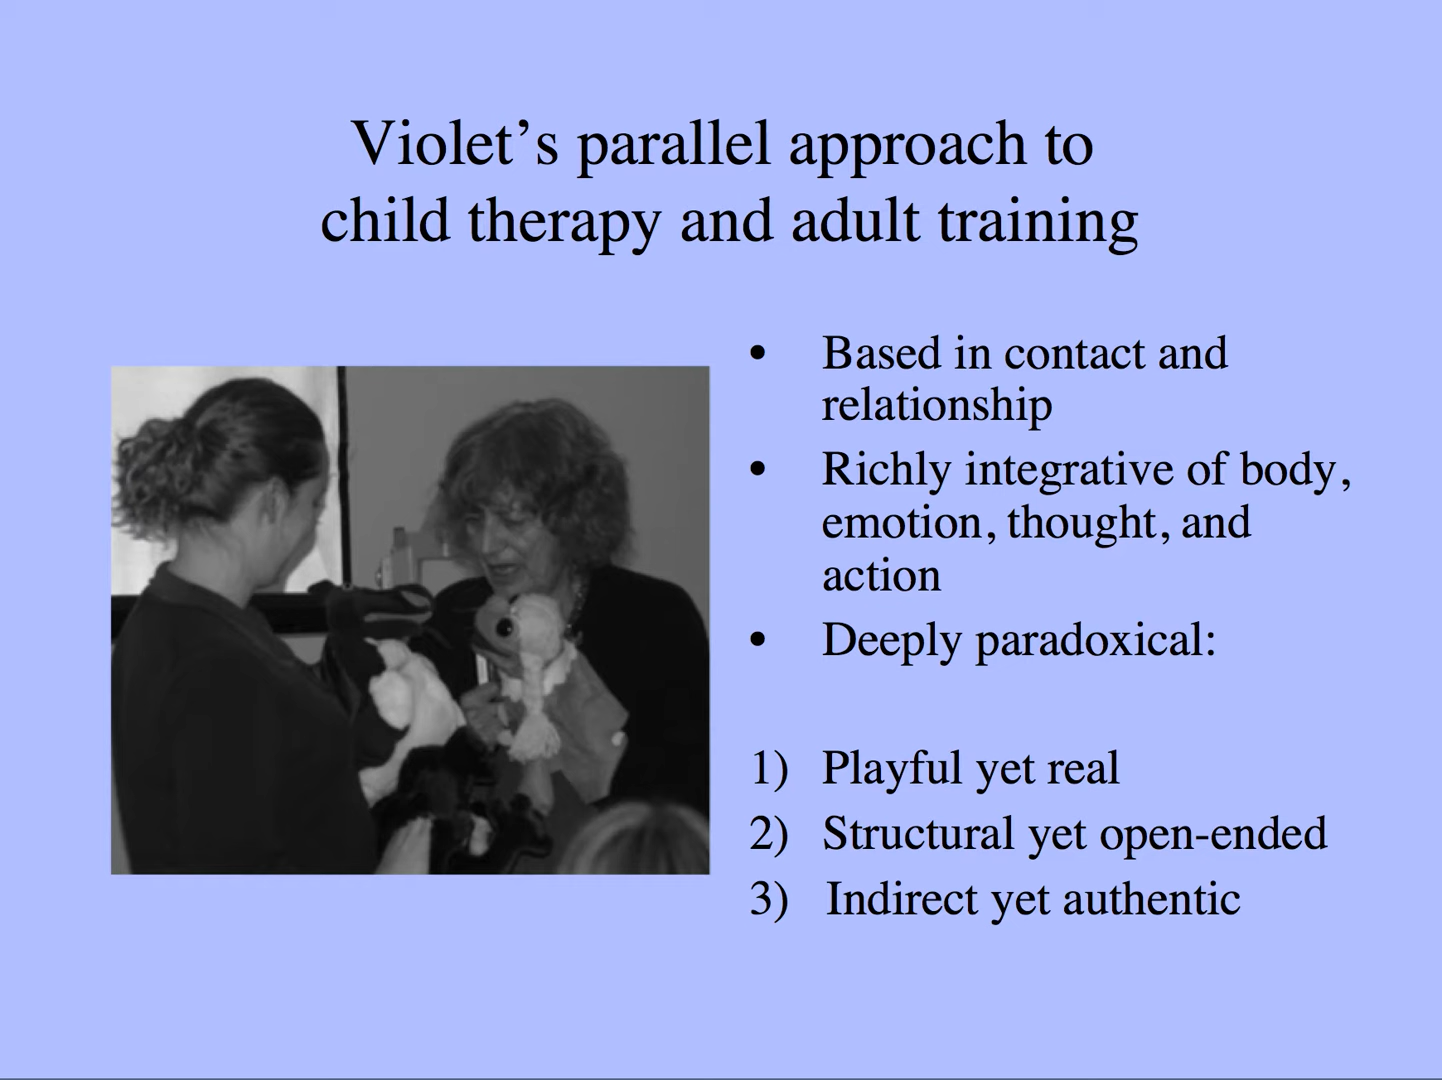 Violet’s parallel approach to
child therapy and adult training
• Based in contact and
relationship
• Richly integrative of body,
emotion, thought, and
action
• Deeply paradoxical:
1) Playful yet real
2) Structural yet open-ended
3) Indirect yet authentic